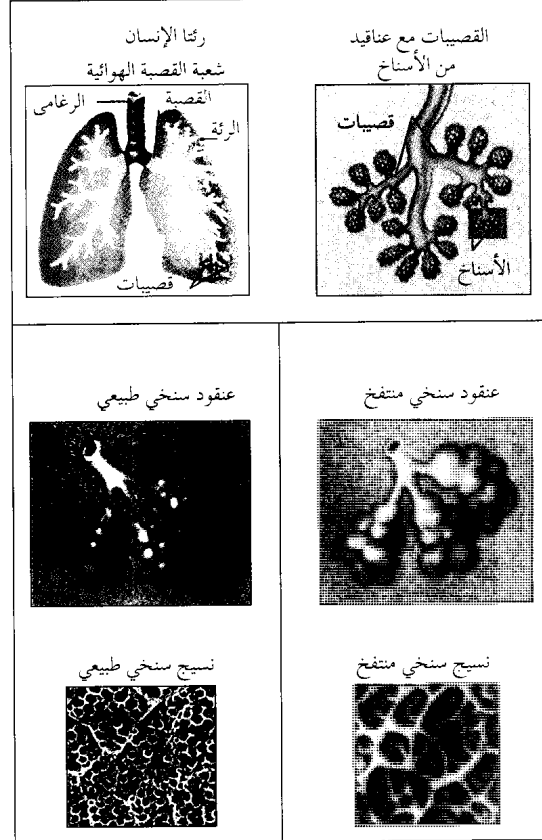 رئتا الإنسان
شعبة القصبة الهوائية
الرغامى
القصبة
الرئة
قصيبات
القصيبات مع عناقيد
من الأسناخ
قصيبات
الأسناخ
عنقود سنخي طبيعي
عنقود سنخي منتفخ
نسيج سنخي طبيعي
نسيج سنخي منتفخ